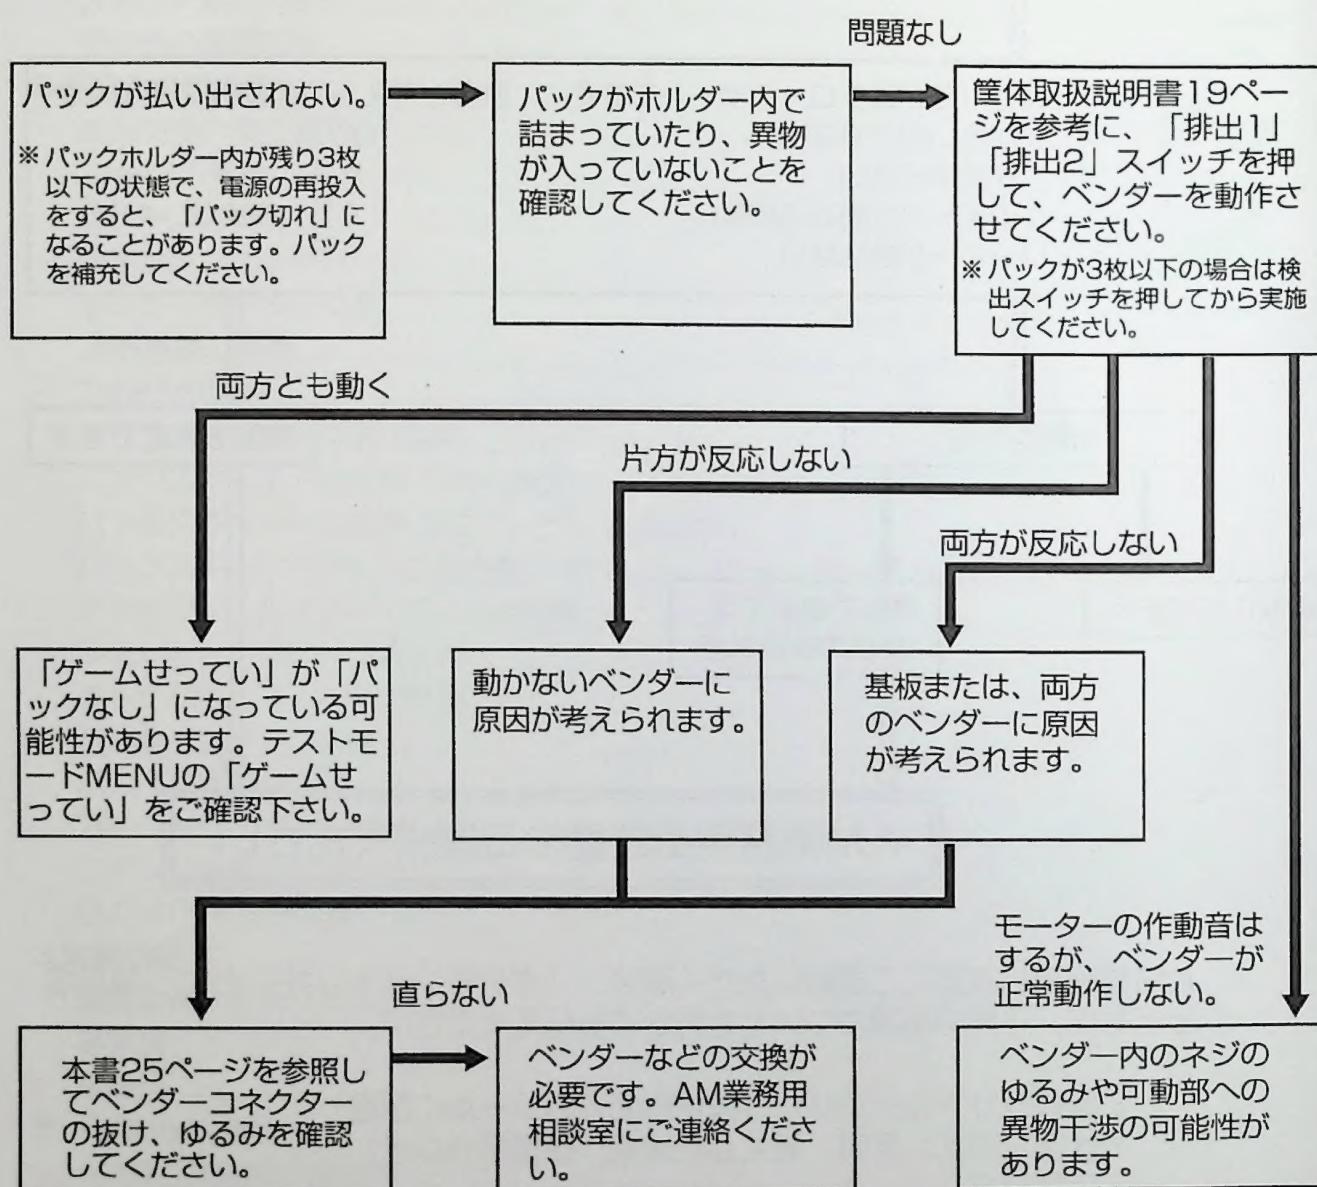 問題なし
パックが払い出されない。
※パックホルダー内が残り3枚
以下の状態で、電源の再投入
をすると、「パック切れ」に
なることがあります。パック
を補充してください。
パックがホルダー内で
詰まっていたり、異物
が入っていないことを
確認してください。
筐体取扱説明書19ペー
ジを参考に、「排出1」
「排出2」スイッチを押
して、ベンダーを動作さ
せてください。
※パックが3枚以下の場合は検
出スイッチを押してから実施
してください。
両方とも動く
片方が反応しない
両方が反応しない
「ゲームせってい」が「パ
ックなし」になっている可
能性があります。テストモ
ードMENUの「ゲームせ
ってい」をご確認下さい。
動かないベンダーに
原因が考えられます。
基板または、両方
のベンダーに原因
が考えられます。
モーターの作動音は
するが、ベンダーが
正常動作しない。
直らない
本書25ページを参照し
てベンダーコネクター
の抜け、ゆるみを確認
してください。
ベンダーなどの交換が
必要です。AM業務用
相談室にご連絡くださ
い。
ベンダー内のネジの
ゆるみや可動部への
異物干渉の可能性が
あります。